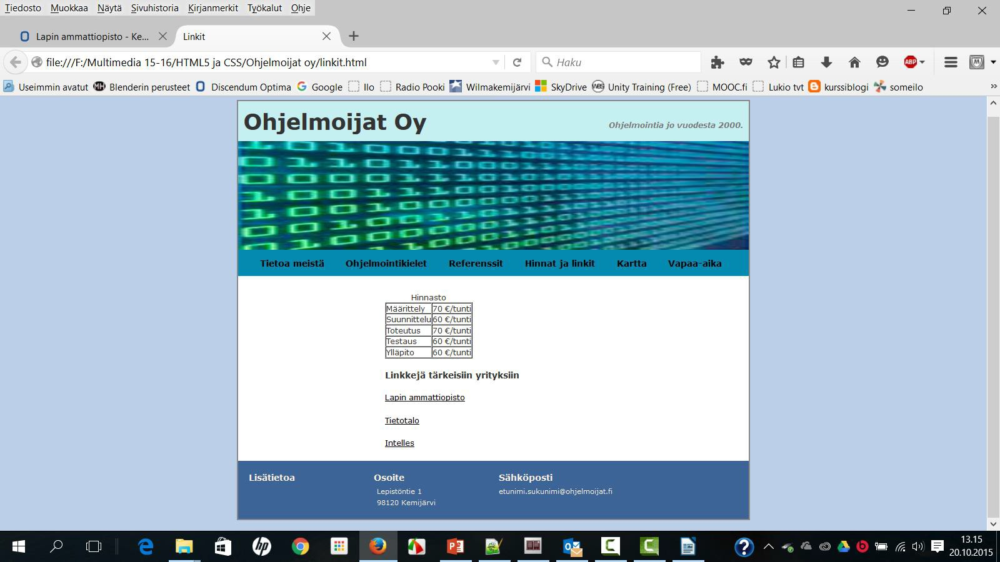 Tiedosto Muokkaa Näytä Sivuhistoria Kirjanmerkit Työkalut Ohje
Lapin ammattiopisto - Ke... Linkit
file:///F:/Multimedia 15-16/HTML5 ja CSS/Ohjelmoijat oy/linkit.html Haku ABP
Useimmin avatut MH Blenderin perusteet Discendum Optima Google Ilo Radio Pooki Wilmakemijärvi SkyDrive WBS Unity Training (Free) MOOC.fi Lukio tvt kurssiblogi someilo
Ohjelmoijat Oy
Ohjelmointia jo vuodesta 2000.
Tietoa meistä Ohjelmointikielet Referenssit Hinnat ja linkit Kartta Vapaa-aika
Hinnasto
Määrittely 70 €/tunti
Suunnittelu 60 €/tunti
Toteutus 70 €/tunti
Testaus 60 €/tunti
Ylläpito 60 €/tunti
Linkkejä tärkeisiin yrityksiin
Lapin ammattiopisto
Tietotalo
Intelles
Lisätietoa Osoite Sähköposti
Lepistöntie 1 etunimi.sukunimi@ohjelmoijat.fi
98120 Kemijärvi
13.15
20.10.2015